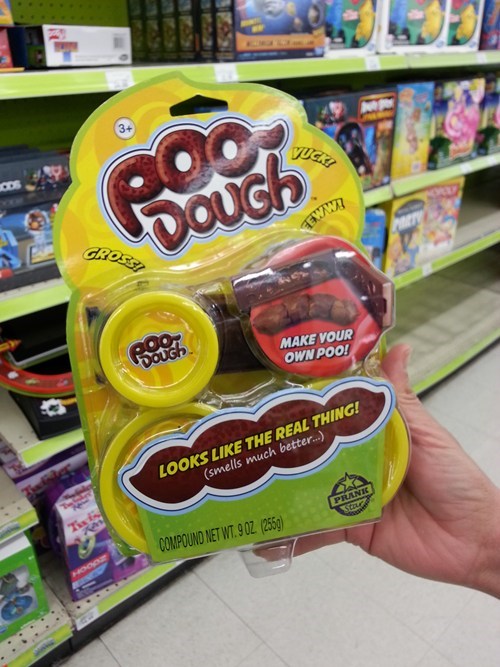 3+
POO-
DOUGH
YUCK!
EWW!
GROSS!
POO-
DOUGH
MAKE YOUR
OWN POO!
LOOKS LIKE THE REAL THING!
(smells much better...)
PRANK
Star
COMPOUND NET WT. 9 OZ. (255g)